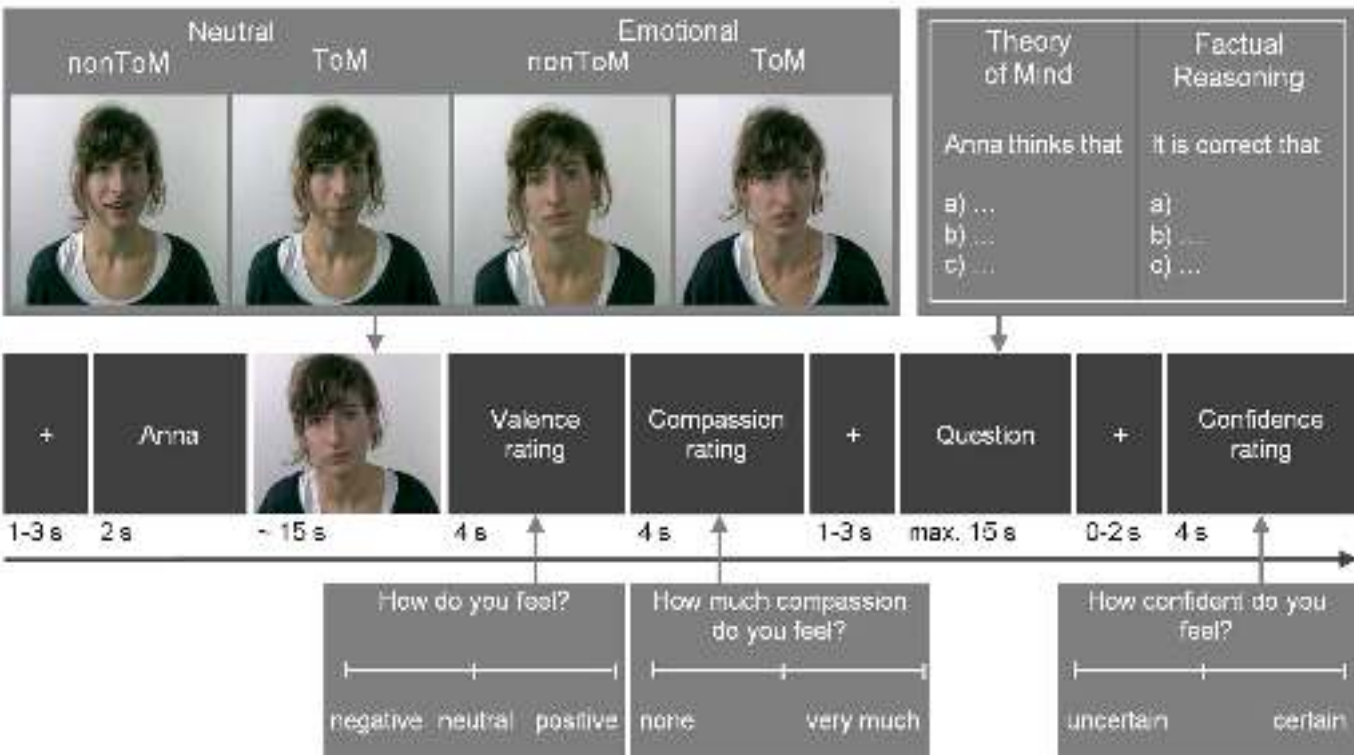 Neutral
Emotional
nonToM
ToM
nonToM
ToM
Theory
of Mind
Factual
Reasoning
Anna thinks that
It is correct that
a) ...
b) ...
c) ...
a)
b) ...
c) ...
+
Anna
Valence
rating
Compassion
rating
+
Question
+
Confidence
rating
1-3 s
2 s
~ 15 s
4 s
4 s
1-3 s
max. 15 s
0-2 s
4 s
How do you feel?
negative
neutral
positive
How much compassion
do you feel?
none
very much
How confident do you
feel?
uncertain
certain